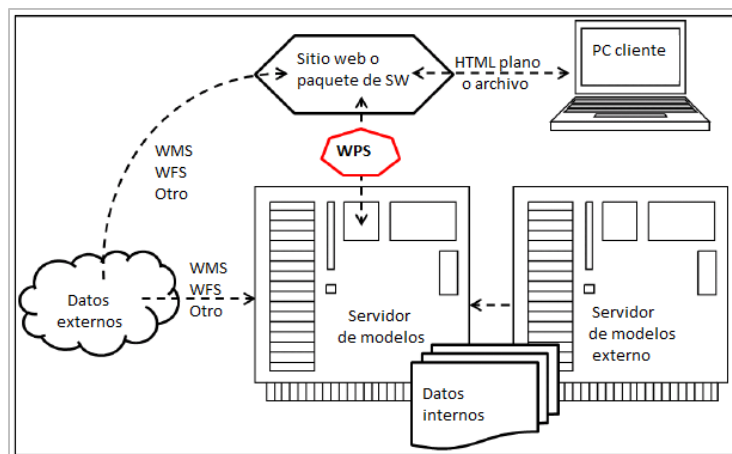 Sitio web o
paquete de SW
HTML plano
o archivo
PC cliente
WPS
WMS
WFS
Otro
WMS
WFS
Otro
Datos
externos
Servidor
de modelos
Servidor
de modelos
externo
Datos
internos